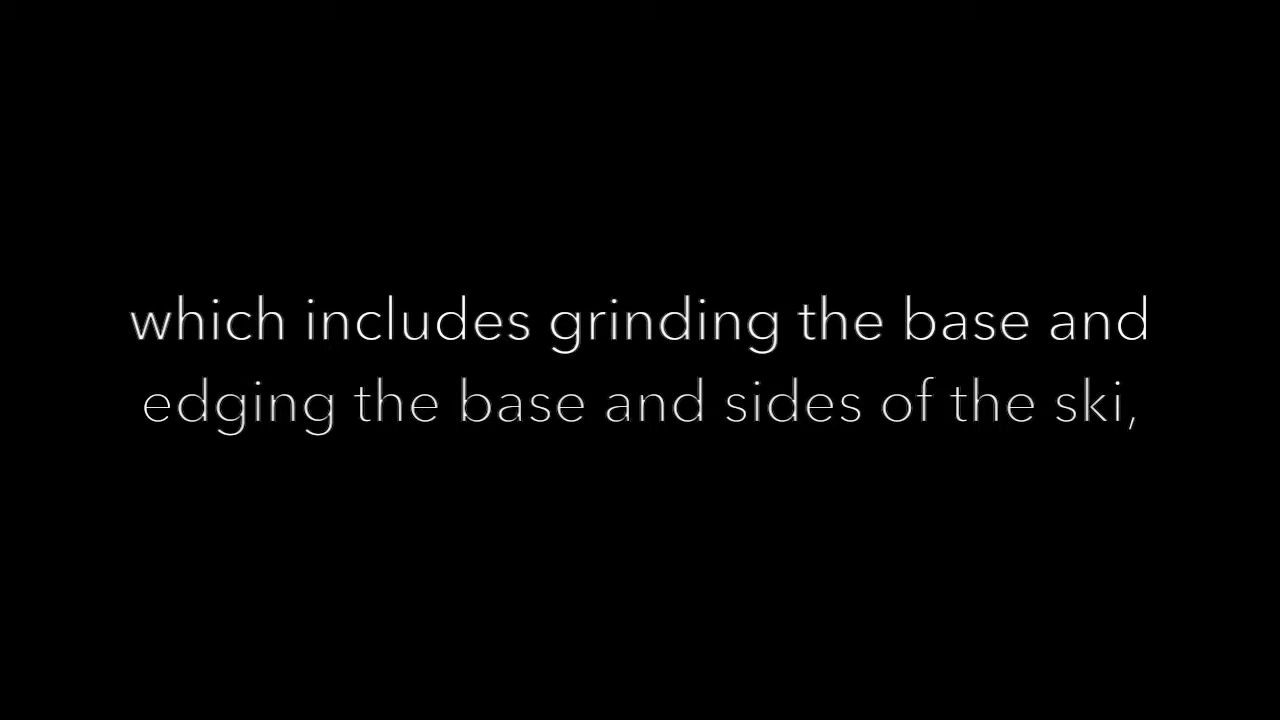 which includes grinding the base and
edging the base and sides of the ski,